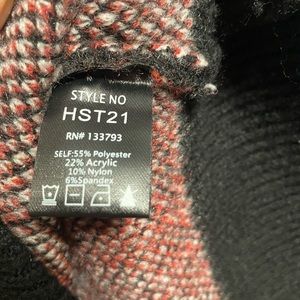 STYLE NO
HST21
RN# 133793
SELF:55% Polyester
22% Acrylic
10% Nylon
6%Spandex